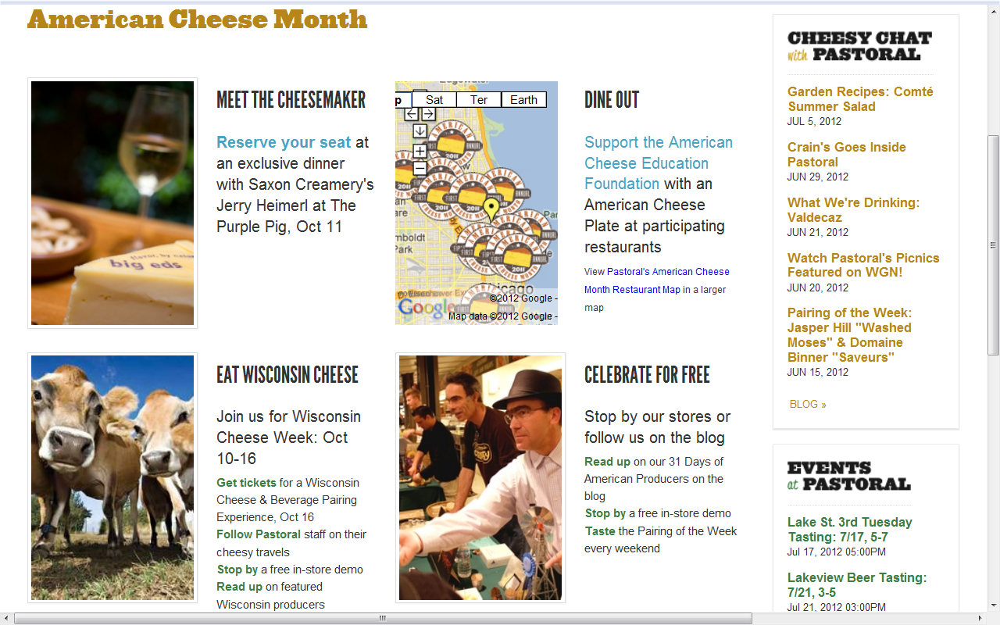 American Cheese Month
big eds
MEET THE CHEESEMAKER
Reserve your seat at
an exclusive dinner
with Saxon Creamery's
Jerry Heimerl at The
Purple Pig, Oct 11
p Sat Ter Earth
AMERICAN
FIRST 2011 ANNUAL
CHEESE MONTH
mboldt
Park
icago
Google
©2012 Google -
Map data ©2012 Google -
DINE OUT
Support the American
Cheese Education
Foundation with an
American Cheese
Plate at participating
restaurants
View Pastoral's American Cheese
Month Restaurant Map in a larger
map
EAT WISCONSIN CHEESE
Join us for Wisconsin
Cheese Week: Oct
10-16
Get tickets for a Wisconsin
Cheese & Beverage Pairing
Experience, Oct 16
Follow Pastoral staff on their
cheesy travels
Stop by a free in-store demo
Read up on featured
Wisconsin producers
CELEBRATE FOR FREE
Stop by our stores or
follow us on the blog
Read up on our 31 Days of
American Producers on the
blog
Stop by a free in-store demo
Taste the Pairing of the Week
every weekend
CHEESY CHAT
with PASTORAL
Garden Recipes: Comté
Summer Salad
JUL 5, 2012
Crain's Goes Inside
Pastoral
JUN 29, 2012
What We're Drinking:
Valdecaz
JUN 21, 2012
Watch Pastoral's Picnics
Featured on WGN!
JUN 20, 2012
Pairing of the Week:
Jasper Hill "Washed
Moses" & Domaine
Binner "Saveurs"
JUN 15, 2012
BLOG »
EVENTS
at PASTORAL
Lake St. 3rd Tuesday
Tasting: 7/17, 5-7
Jul 17, 2012 05:00PM
Lakeview Beer Tasting:
7/21, 3-5
Jul 21, 2012 03:00PM